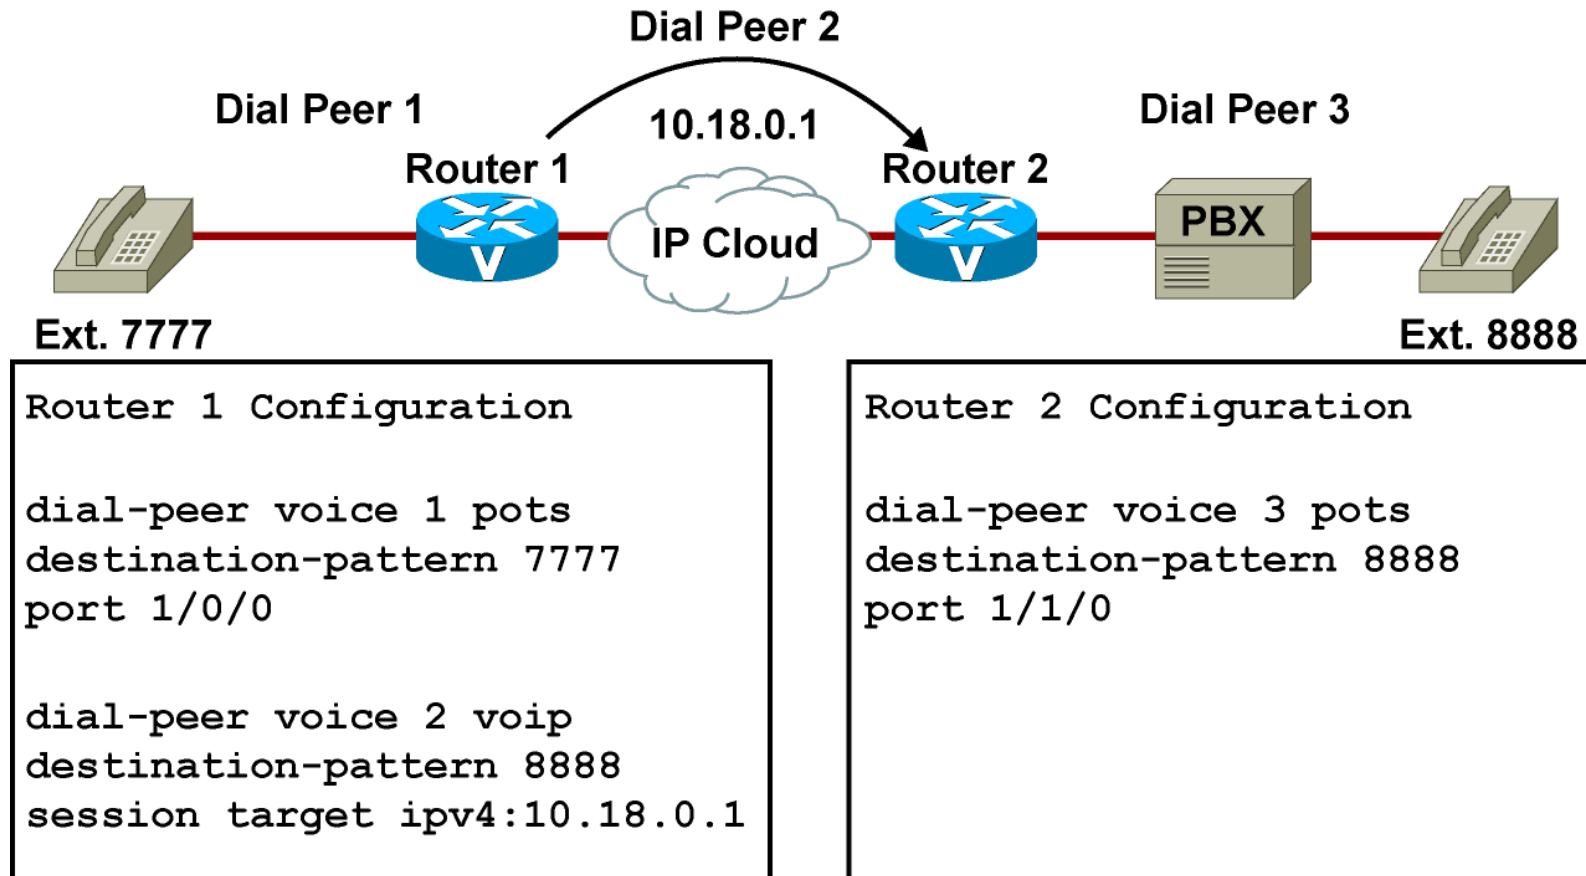 Dial Peer 2
Dial Peer 1
10.18.0.1
Dial Peer 3
Router 1
Router 2
IP Cloud
V
V
PBX
Ext. 7777
Ext. 8888
Router 1 Configuration
dial-peer voice 1 pots
destination-pattern 7777
port 1/0/0
dial-peer voice 2 voip
destination-pattern 8888
session target ipv4:10.18.0.1
Router 2 Configuration
dial-peer voice 3 pots
destination-pattern 8888
port 1/1/0